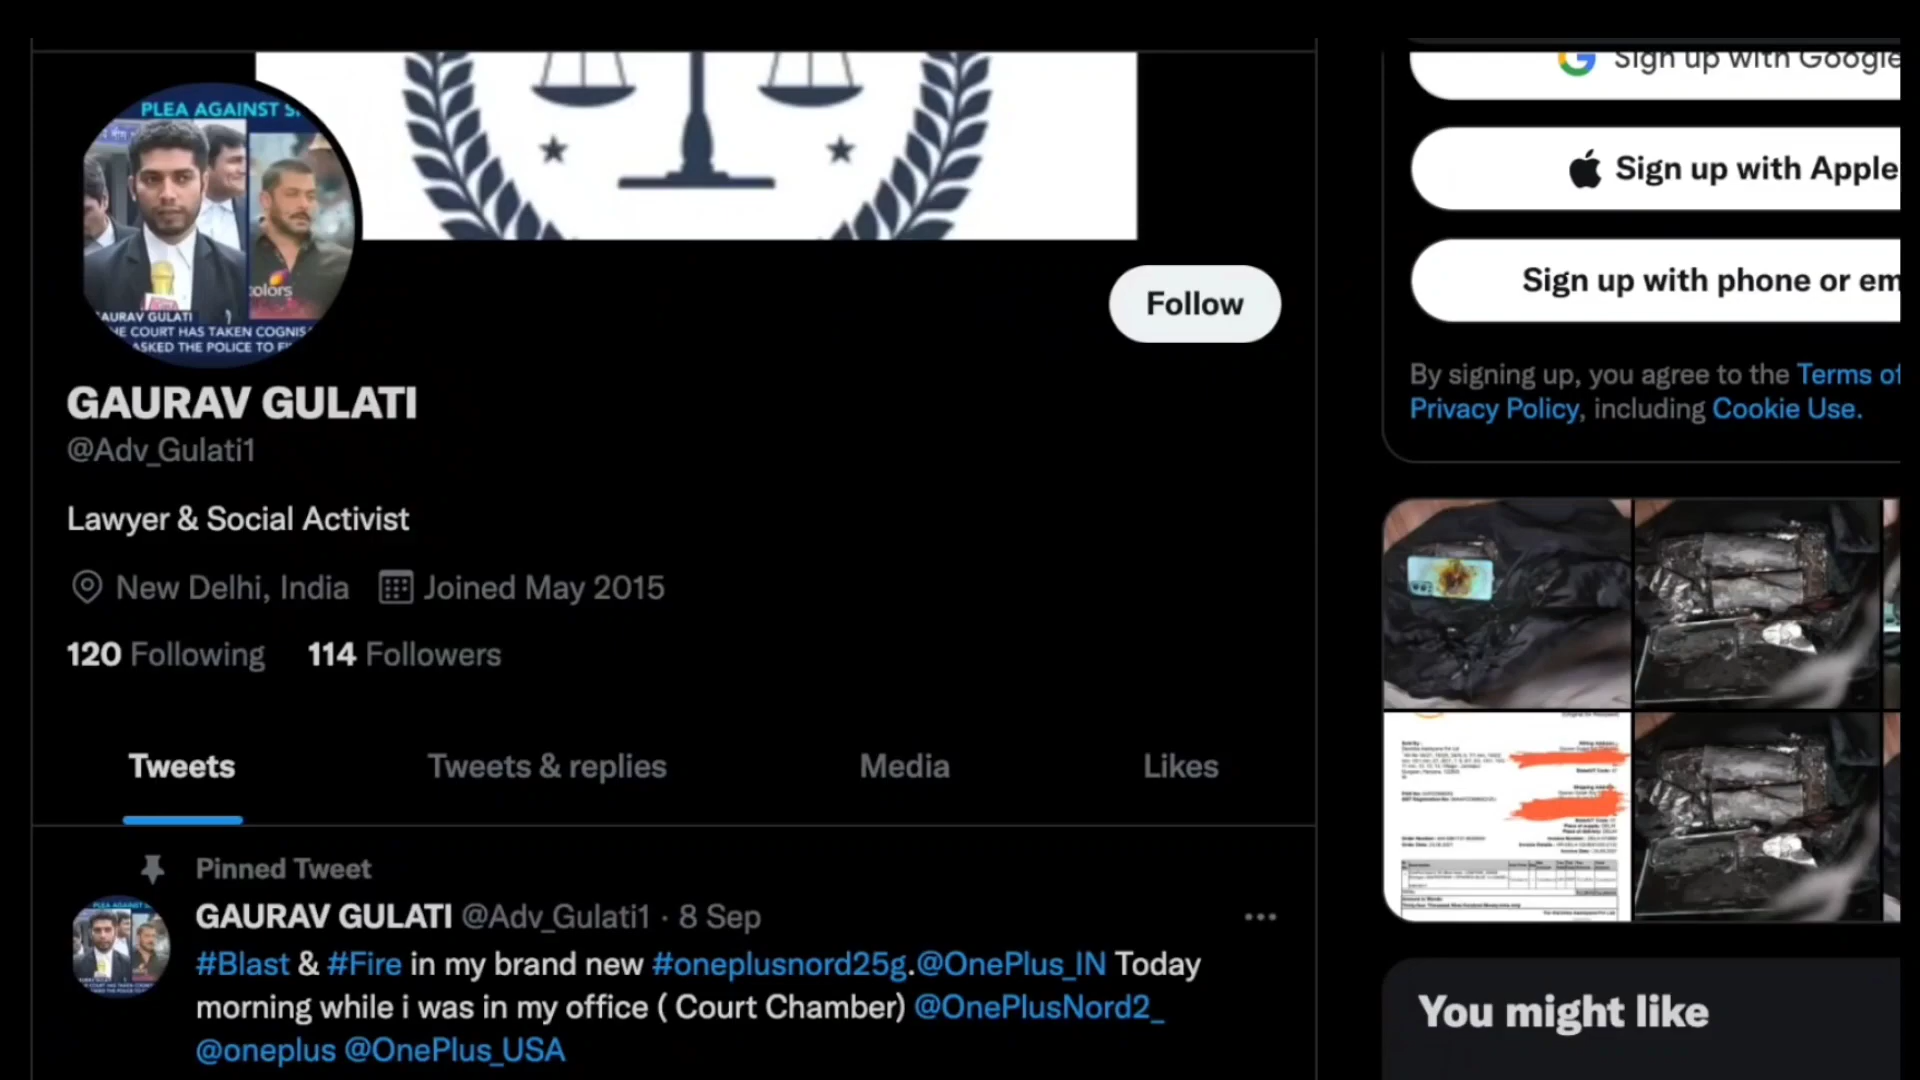 PLEA AGAINST
colors
AURAV GULATI
HE COURT HAS TAKEN COGNIS
ASKED THE POLICE TO
Follow
GAURAV GULATI
@Adv_Gulati1
Lawyer & Social Activist
New Delhi, India Joined May 2015
120 Following 114 Followers
Tweets Tweets & replies Media Likes
Pinned Tweet
GAURAV GULATI @Adv_Gulati1 · 8 Sep
#Blast & #Fire in my brand new #oneplusnord25g.@OnePlus_IN Today
morning while i was in my office ( Court Chamber) @OnePlusNord2_
@oneplus @OnePlus_USA
Sign up with Google
Sign up with Apple
Sign up with phone or em
By signing up, you agree to the Terms of
Privacy Policy, including Cookie Use.
You might like